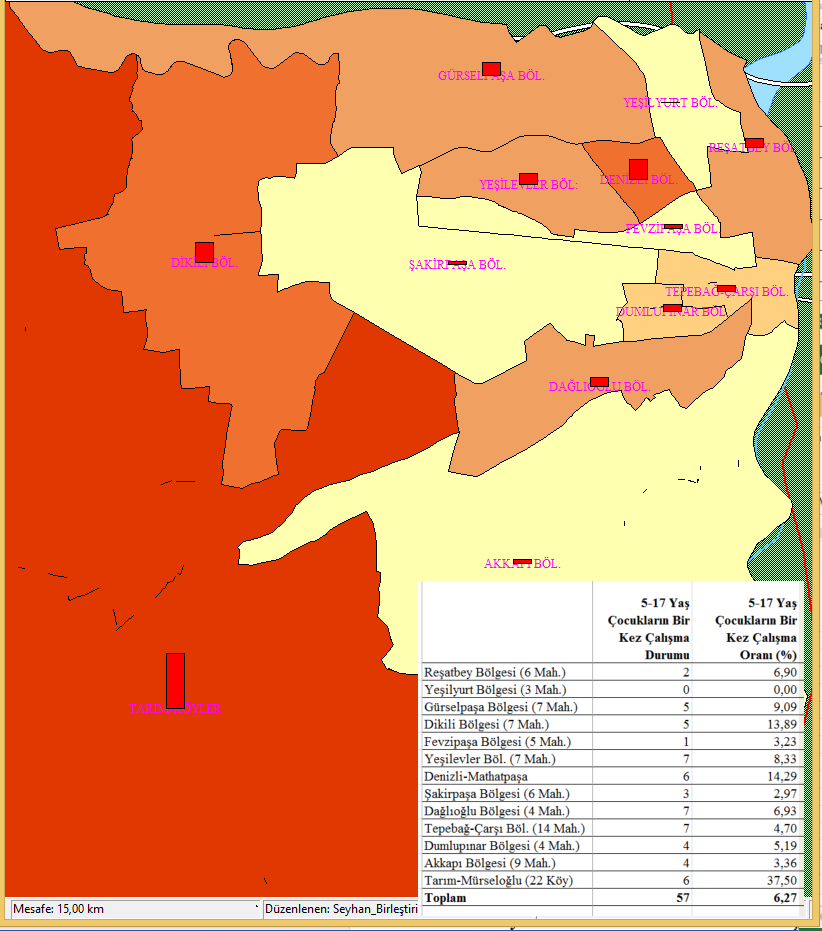 GÜRSELPAŞA BÖL.
YEŞİLYURT BÖL.
REŞATBEY BÖ
YEŞİLEVLER BÖL.
DENİZLİ BÖL.
FEVZİPAŞA BÖL.
DİKİLİ BÖL.
ŞAKİRPAŞA BÖL.
TEPEBAĞ-ÇARŞI BÖL.
DUMLUPINAR BÖL
DAĞLIOĞLU BÖL.
AKKAPI BÖL.
5-17 Yaş Çocukların Bir Kez Çalışma Durumu
5-17 Yaş Çocukların Bir Kez Çalışma Oranı (%)
Reşatbey Bölgesi (6 Mah.) 2 6,90
Yeşilyurt Bölgesi (3 Mah.) 0 0,00
Gürselpaşa Bölgesi (7 Mah.) 5 9,09
Dikili Bölgesi (7 Mah.) 5 13,89
Fevzipaşa Bölgesi (5 Mah.) 1 3,23
Yeşilevler Böl. (7 Mah.) 7 8,33
Denizli-Mathatpaşa 6 14,29
Şakirpaşa Bölgesi (6 Mah.) 3 2,97
Dağlıoğlu Bölgesi (4 Mah.) 7 6,93
Tepebağ-Çarşı Böl. (14 Mah.) 7 4,70
Dumlupınar Bölgesi (4 Mah.) 4 5,19
Akkapı Bölgesi (9 Mah.) 4 3,36
Tarım-Mürseloğlu (22 Köy) 6 37,50
Toplam 57 6,27
Mesafe: 15,00 km
Düzenlenen: Seyhan_Birleştiri